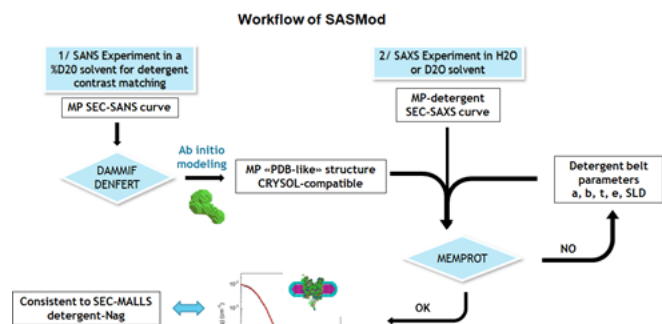 Workflow of SASMod
1/ SANS Experiment in a
%D20 solvent for detergent
contrast matching
2/ SAXS Experiment in H2O
or D2O solvent
MP SEC-SANS curve
MP-detergent
SEC-SAXS curve
DAMMIF
DENFERT
Ab initio
modeling
MP «PDB-like» structure
CRYSOL-compatible
Detergent belt
parameters
a, b, t, e, SLD
MEMPROT
NO
OK
Consistent to SEC-MALLS
detergent-Nag